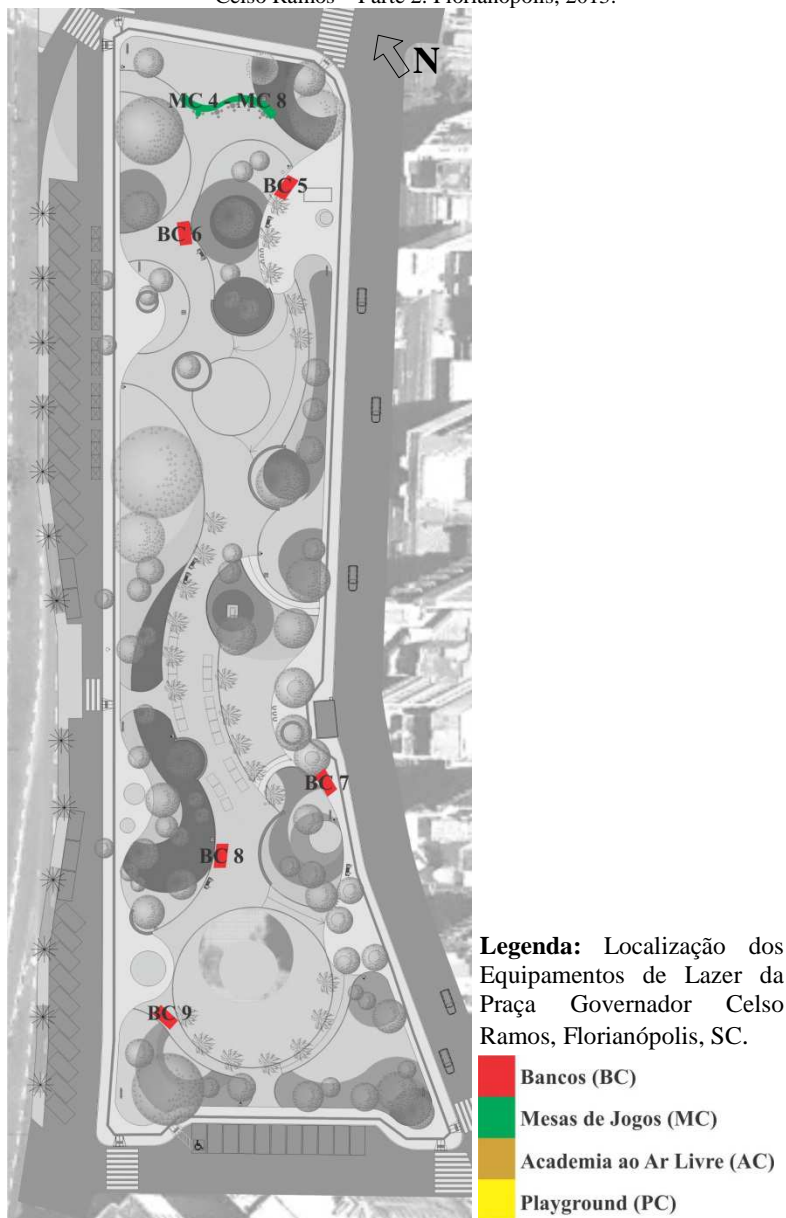 Celso Ramos – Parte 2. Florianópolis, 2013.
N
MC 4 - MC 8
BC 5
BC 6
BC 7
BC 8
BC 9
Legenda: Localização dos
Equipamentos de Lazer da
Praça Governador Celso
Ramos, Florianópolis, SC.
Bancos (BC)
Mesas de Jogos (MC)
Academia ao Ar Livre (AC)
Playground (PC)